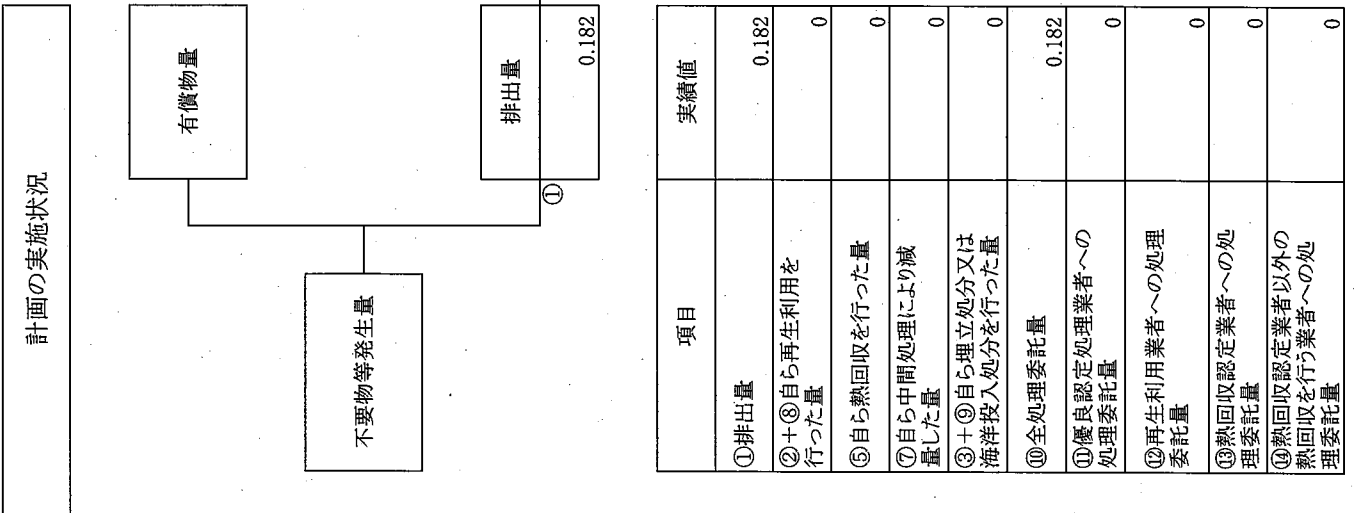 計画の実施状況
有償物量
不要物等発生量
排出量
①
0.182
項目
実績値
①排出量
0.182
②+⑧自ら再生利用を
行った量
0
⑤自ら熱回収を行った量
0
⑦自ら中間処理により減
量した量
0
③+⑨自ら埋立処分又は
海洋投入処分を行った量
0
⑩全処理委託量
0.182
⑪優良認定処理業者への
処理委託量
0
⑫再生利用業者への処理
委託量
0
⑬熱回収認定業者への処
理委託量
0
⑭熱回収認定業者以外の
熱回収を行う業者への処
理委託量
0